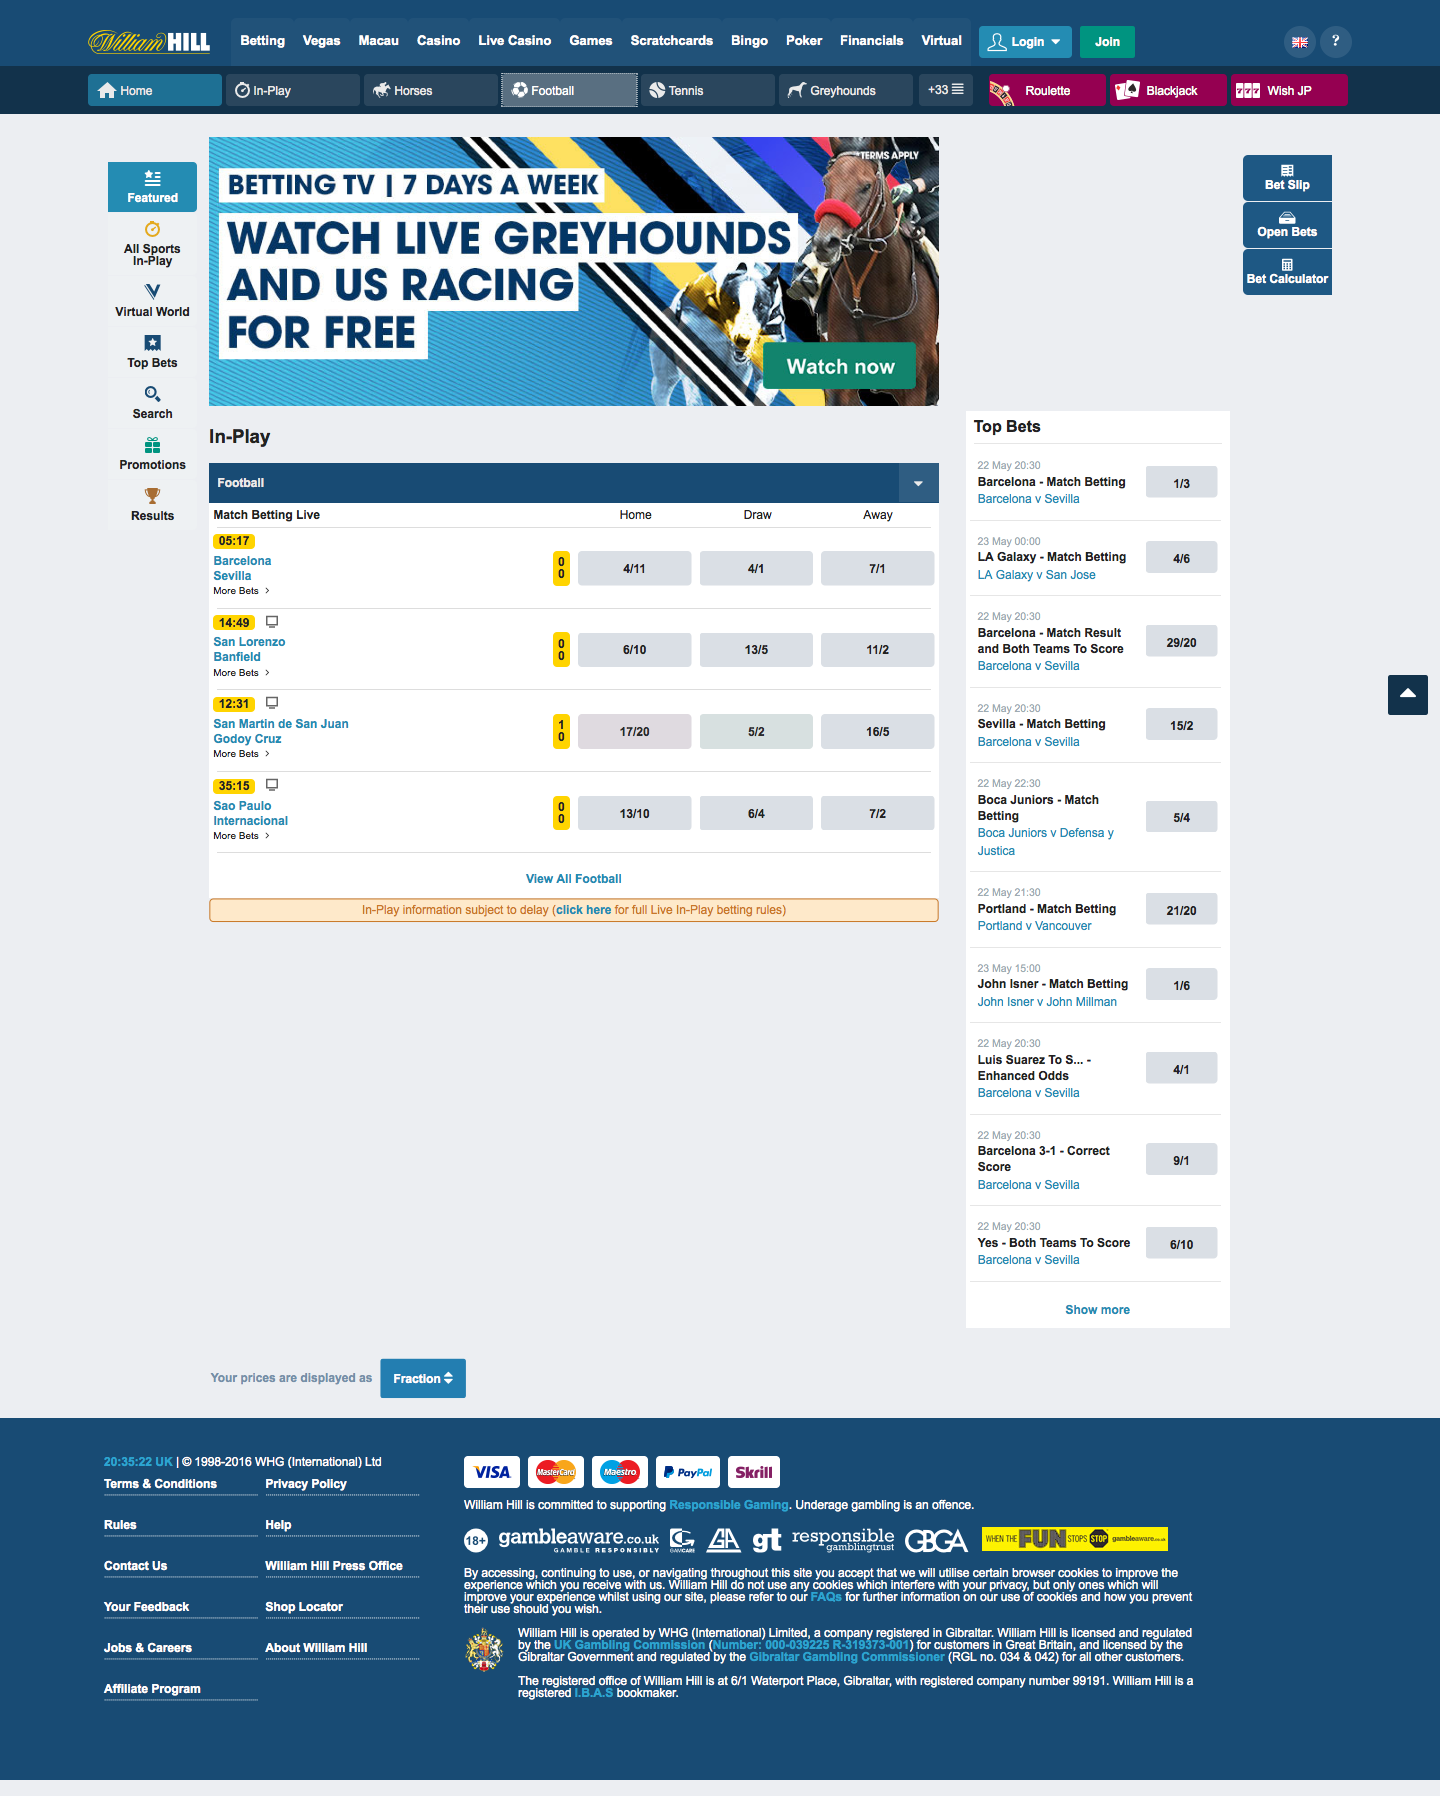 William HILL
Betting Vegas Macau Casino Live Casino Games Scratchcards Bingo Poker Financials Virtual Login Join ?
Home In-Play Horses Football Tennis Greyhounds +33 Roulette 777 Blackjack Wish JP
*TERMS APPLY
BETTING TV | 7 DAYS A WEEK
WATCH LIVE GREYHOUNDS
AND US RACING
FOR FREE
Watch now
Featured
All Sports
In-Play
Virtual World
Top Bets
Search
Promotions
Results
Bet Slip
Open Bets
Bet Calculator
In-Play
Football
Match Betting Live Home Draw Away
05:17
Barcelona
Sevilla
More Bets
0
0
4/11 4/1 7/1
14:49
San Lorenzo
Banfield
More Bets
0
0
6/10 13/5 11/2
12:31
San Martin de San Juan
Godoy Cruz
More Bets
1
0
17/20 5/2 16/5
35:15
Sao Paulo
Internacional
More Bets
0
0
13/10 6/4 7/2
View All Football
In-Play information subject to delay (click here for full Live In-Play betting rules)
Top Bets
22 May 20:30
Barcelona - Match Betting
Barcelona v Sevilla
1/3
23 May 00:00
LA Galaxy - Match Betting
LA Galaxy v San Jose
4/6
22 May 20:30
Barcelona - Match Result
and Both Teams To Score
Barcelona v Sevilla
29/20
22 May 20:30
Sevilla - Match Betting
Barcelona v Sevilla
15/2
22 May 22:30
Boca Juniors - Match
Betting
Boca Juniors v Defensa y
Justica
5/4
22 May 21:30
Portland - Match Betting
Portland v Vancouver
21/20
23 May 15:00
John Isner - Match Betting
John Isner v John Millman
1/6
22 May 20:30
Luis Suarez To S... -
Enhanced Odds
Barcelona v Sevilla
4/1
22 May 20:30
Barcelona 3-1 - Correct
Score
Barcelona v Sevilla
9/1
22 May 20:30
Yes - Both Teams To Score
Barcelona v Sevilla
6/10
Show more
Your prices are displayed as Fraction
20:35:22 UK | © 1998-2016 WHG (International) Ltd
Terms & Conditions Privacy Policy
Rules Help
Contact Us William Hill Press Office
Your Feedback Shop Locator
Jobs & Careers About William Hill
Affiliate Program
VISA MasterCard Maestro PayPal Skrill
William Hill is committed to supporting Responsible Gaming. Underage gambling is an offence.
18+ gambleaware.co.uk
GAMBLE RESPONSIBLY
GAMCARE
GA
gt
responsible
gamblingtrust
GBGA
WHEN THE FUN STOPS STOP gambleaware.co.uk
By accessing, continuing to use, or navigating throughout this site you accept that we will utilise certain browser cookies to improve the
experience which you receive with us. William Hill do not use any cookies which interfere with your privacy, but only ones which will
improve your experience whilst using our site, please refer to our FAQs for further information on our use of cookies and how you prevent
their use should you wish.
William Hill is operated by WHG (International) Limited, a company registered in Gibraltar. William Hill is licensed and regulated
by the UK Gambling Commission (Number: 000-039225 R-319373-001) for customers in Great Britain, and licensed by the
Gibraltar Government and regulated by the Gibraltar Gambling Commissioner (RGL no. 034 & 042) for all other customers.
The registered office of William Hill is at 6/1 Waterport Place, Gibraltar, with registered company number 99191. William Hill is a
registered I.B.A.S bookmaker.